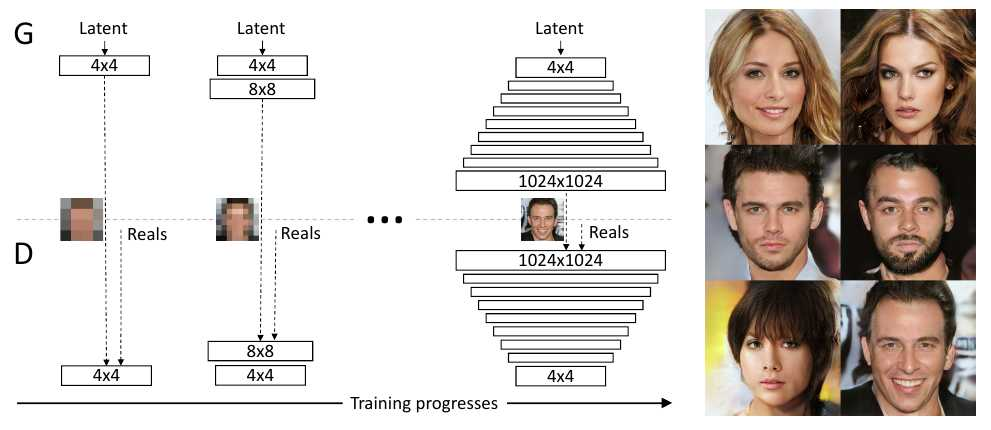 G
Latent
Latent
Latent
4x4
4x4
4x4
8x8
1024x1024
Reals
Reals
Reals
D
1024x1024
8x8
4x4
4x4
4x4
Training progresses